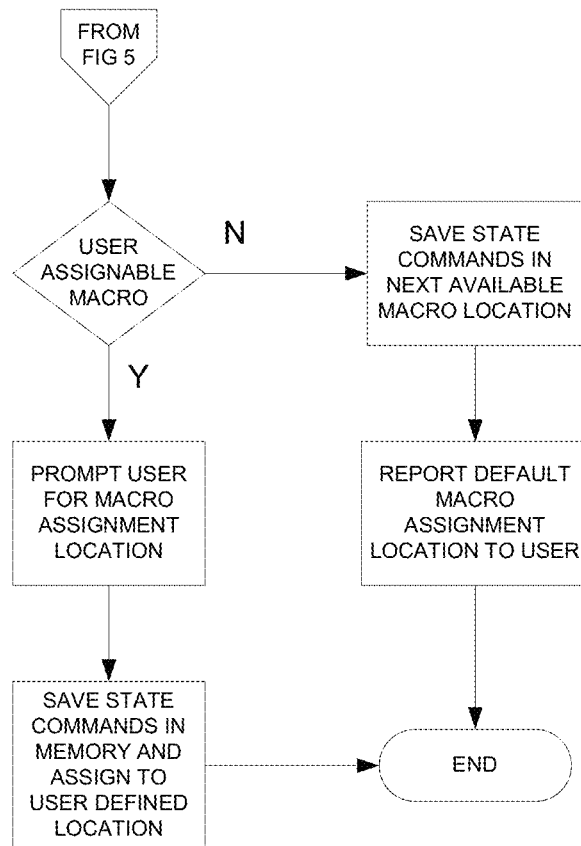 FROM
FIG 5
USER
ASSIGNABLE
MACRO
N
SAVE STATE
COMMANDS IN
NEXT AVAILABLE
MACRO LOCATION
Y
PROMPT USER
FOR MACRO
ASSIGNMENT
LOCATION
REPORT DEFAULT
MACRO
ASSIGNMENT
LOCATION TO USER
SAVE STATE
COMMANDS IN
MEMORY AND
ASSIGN TO
USER DEFINED
LOCATION
END